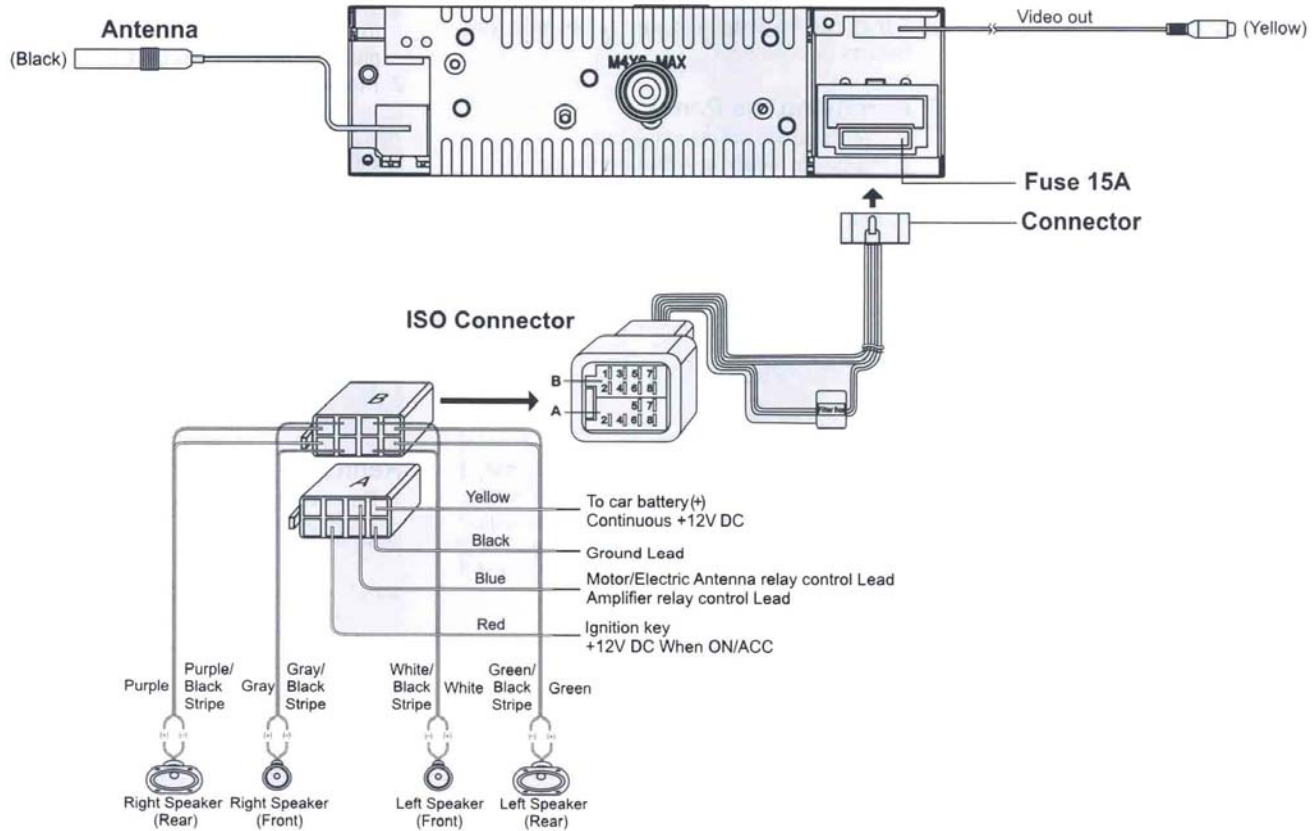 Antenna
(Black)
M4X9 MAX
Video out
(Yellow)
Fuse 15A
Connector
ISO Connector
B
1 3 5 7
2 4 6 8
A
5 7
2 4 6 8
B
A
Yellow
To car battery(+)
Continuous +12V DC
Black
Ground Lead
Blue
Motor/Electric Antenna relay control Lead
Amplifier relay control Lead
Red
Ignition key
+12V DC When ON/ACC
Purple
Purple/
Black
Stripe
Gray
Gray/
Black
Stripe
White/
Black
Stripe
White
Green/
Black
Stripe
Green
Right Speaker
(Rear)
Right Speaker
(Front)
Left Speaker
(Front)
Left Speaker
(Rear)